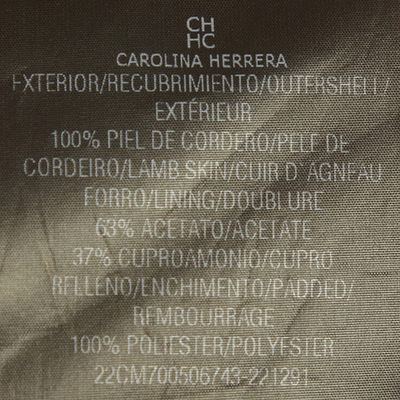 CH
HC
CAROLINA HERRERA
EXTERIOR/RECUBRIMIENTO/OUTERSHELL/
EXTÉRIEUR
100% PIEL DE CORDERO/PELE DE
CORDEIRO/LAMB SKIN/CUIR D'AGNEAU
FORRO/LINING/DOUBLURE
63% ACETATO/ACETATE
37% CUPROAMONIO/CUPRO
RELLENO/ENCHIMENTO/PADDED/
REMBOURRAGE
100% POLIESTER/POLYESTER
22CM700506743-221291